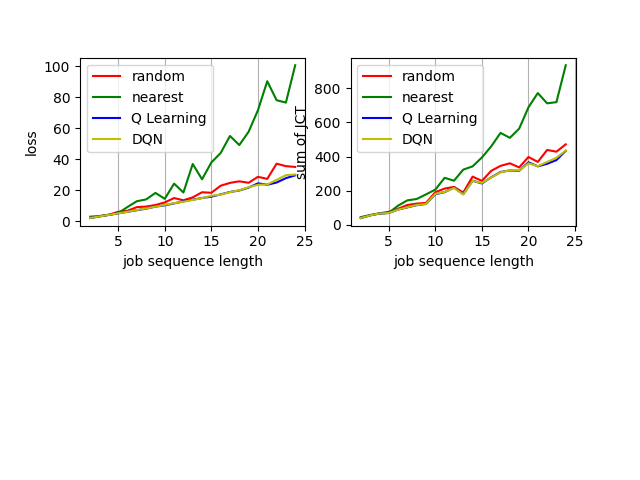 100
80
60
40
20
0
loss
random
nearest
Q Learning
DQN
5
10
15
20
25
job sequence length
800
600
400
200
0
sum of JCT
random
nearest
Q Learning
DQN
5
10
15
20
25
job sequence length